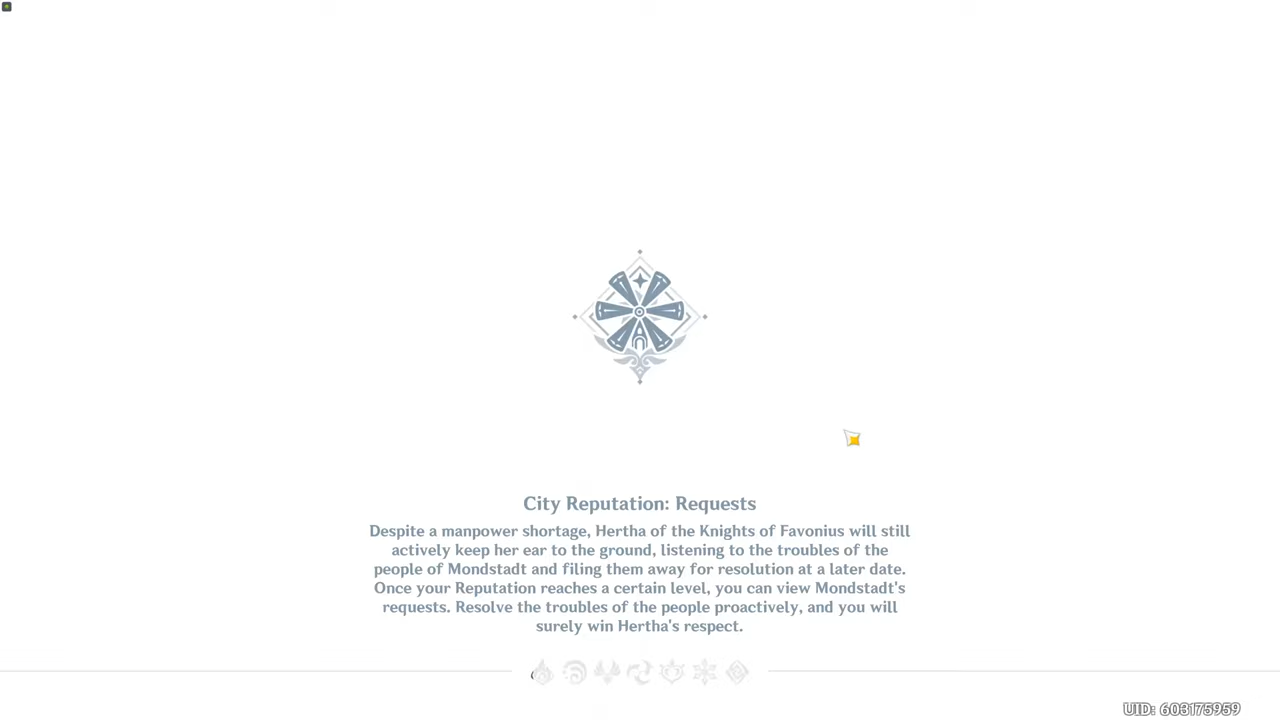 City Reputation: Requests
Despite a manpower shortage, Hertha of the Knights of Favonius will still
actively keep her ear to the ground, listening to the troubles of the
people of Mondstadt and filing them away for resolution at a later date.
Once your Reputation reaches a certain level, you can view Mondstadt's
requests. Resolve the troubles of the people proactively, and you will
surely win Hertha's respect.
UID: 603175959